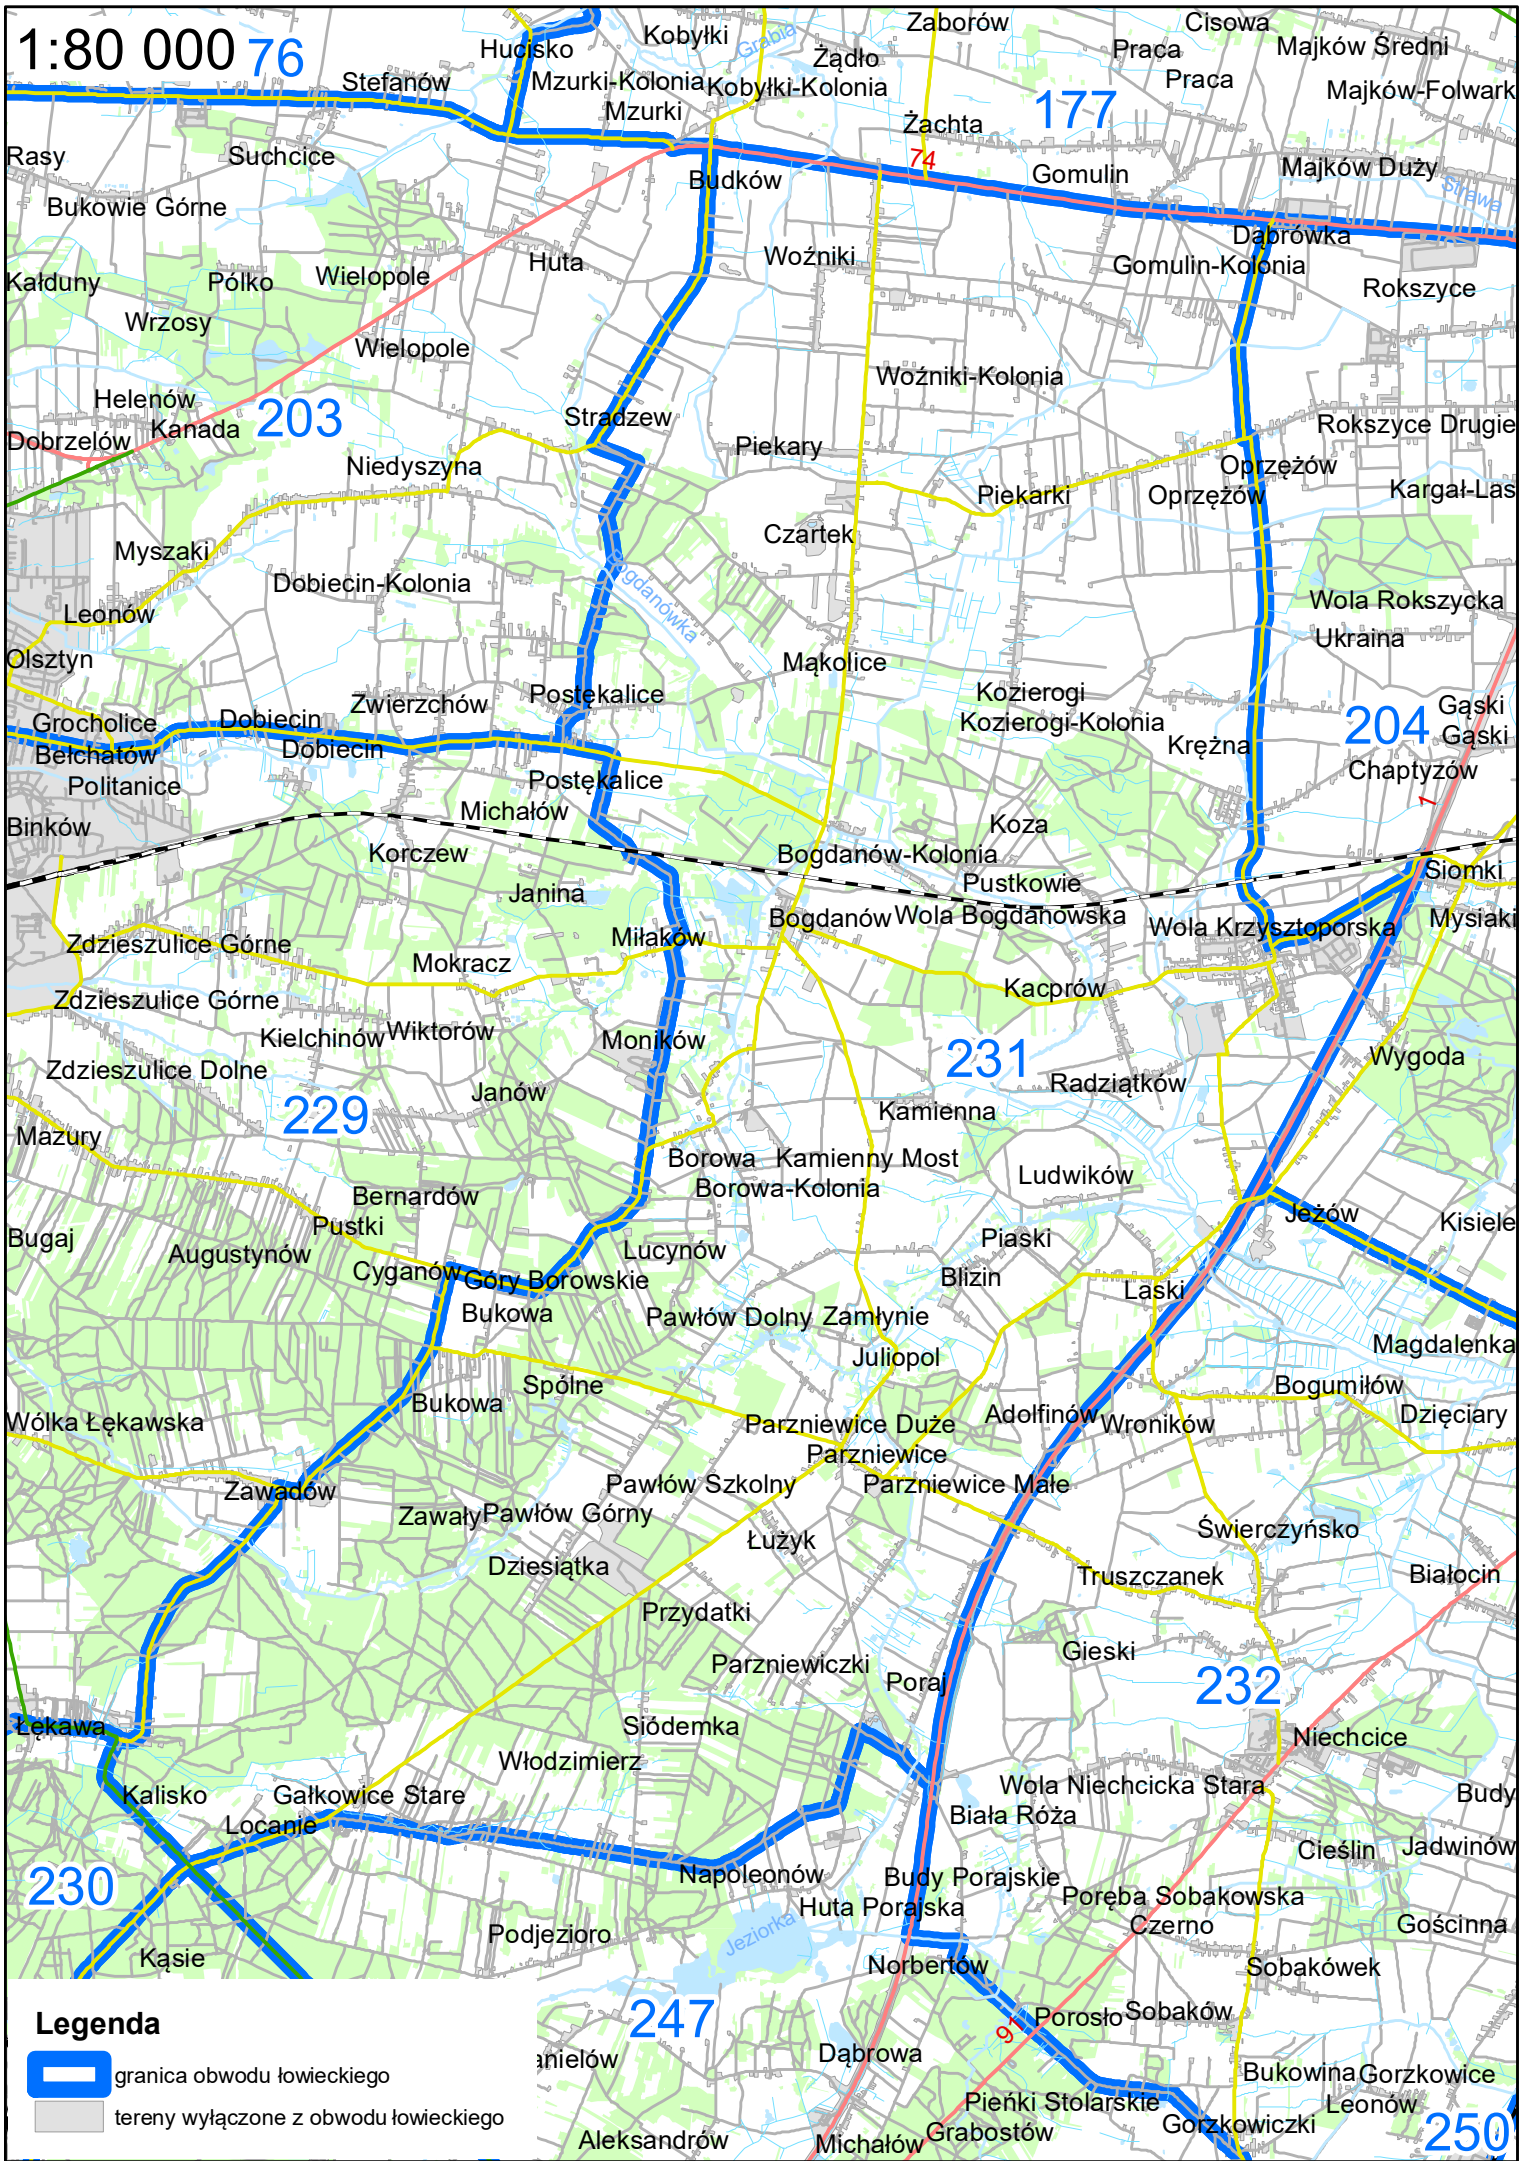 1:80 000
76
Hucisko
Kobyłki
Grabia
Zaborów
Cisowa
Żądło
Praca
Majków Średni
Stefanów
Mzurki-Kolonia
Kobyłki-Kolonia
Praca
Majków-Folwark
Mzurki
177
Żachta
Rasy
Suchcice
74
Budków
Gomulin
Majków Duży
Strawa
Bukowie Górne
Dąbrówka
Woźniki
Huta
Gomulin-Kolonia
Kałduny
Pólko
Wielopole
Rokszyce
Wrzosy
Wielopole
Woźniki-Kolonia
Helenów
203
Stradzew
Rokszyce Drugie
Dobrzelów
Kanada
Piekary
Niedyszyna
Oprzężów
Piekarki
Oprzężów
Kargał-Las
Czartek
Myszaki
Dobiecin-Kolonia
gdanówka
Leonów
Wola Rokszycka
Ukraina
Olsztyn
Mąkolice
Postękalice
Kozierogi
Zwierzchów
Gąski
Grocholice
Dobiecin
Kozierogi-Kolonia
204
Gąski
Bełchatów
Dobiecin
Krężna
Politanice
Postękalice
Chaptyzów
Michałów
1
Binków
Koza
Korczew
Bogdanów-Kolonia
Siomki
Janina
Pustkowie
Bogdanów
Wola Bogdanowska
Wola Krzysztoporska
Mysiaki
Zdzieszulice Górne
Miłaków
Mokracz
Zdzieszulice Górne
Kacprów
Kielchinów
Wiktorów
Moników
231
Wygoda
Zdzieszulice Dolne
Janów
Radziątków
229
Kamienna
Mazury
Borowa
Kamienny Most
Ludwików
Bernardów
Borowa-Kolonia
Bugaj
Pustki
Jeżów
Kisiele
Augustynów
Lucynów
Piaski
Cyganów
Góry Borowskie
Blizin
Laski
Bukowa
Pawłów Dolny
Zamłynie
Magdalenka
Juliopol
Spólne
Bogumiłów
Bukowa
Wólka Łękawska
Parzniewice Duże
Adolfinów
Wroników
Dzięciary
Parzniewice
Zawadów
Pawłów Szkolny
Parzniewice Małe
Zawały
Pawłów Górny
Łużyk
Świerczyńsko
Dziesiątka
Truszczanek
Białocin
Przydatki
Gieski
Parzniewiczki
Poraj
232
Łękawa
Siódemka
Niechcice
Włodzimierz
Kalisko
Gałkowice Stare
Wola Niechcicka Stara
Budy
Locanie
Biała Róża
Cieślin
Jadwinów
230
Napoleonów
Budy Porajskie
Huta Porajska
Poręba Sobakowska
Podjezioro
Jeziorka
Czerno
Gościnna
Kąsie
Norbertów
Sobakówek
Legenda
247
91
Porosło
Sobaków
granica obwodu łowieckiego
anielów
Dąbrowa
Bukowina
Gorzkowice
tereny wyłączone z obwodu łowieckiego
Pieńki Stolarskie
Leonów
Aleksandrów
Michałów
Grabostów
Gorzkowiczki
250